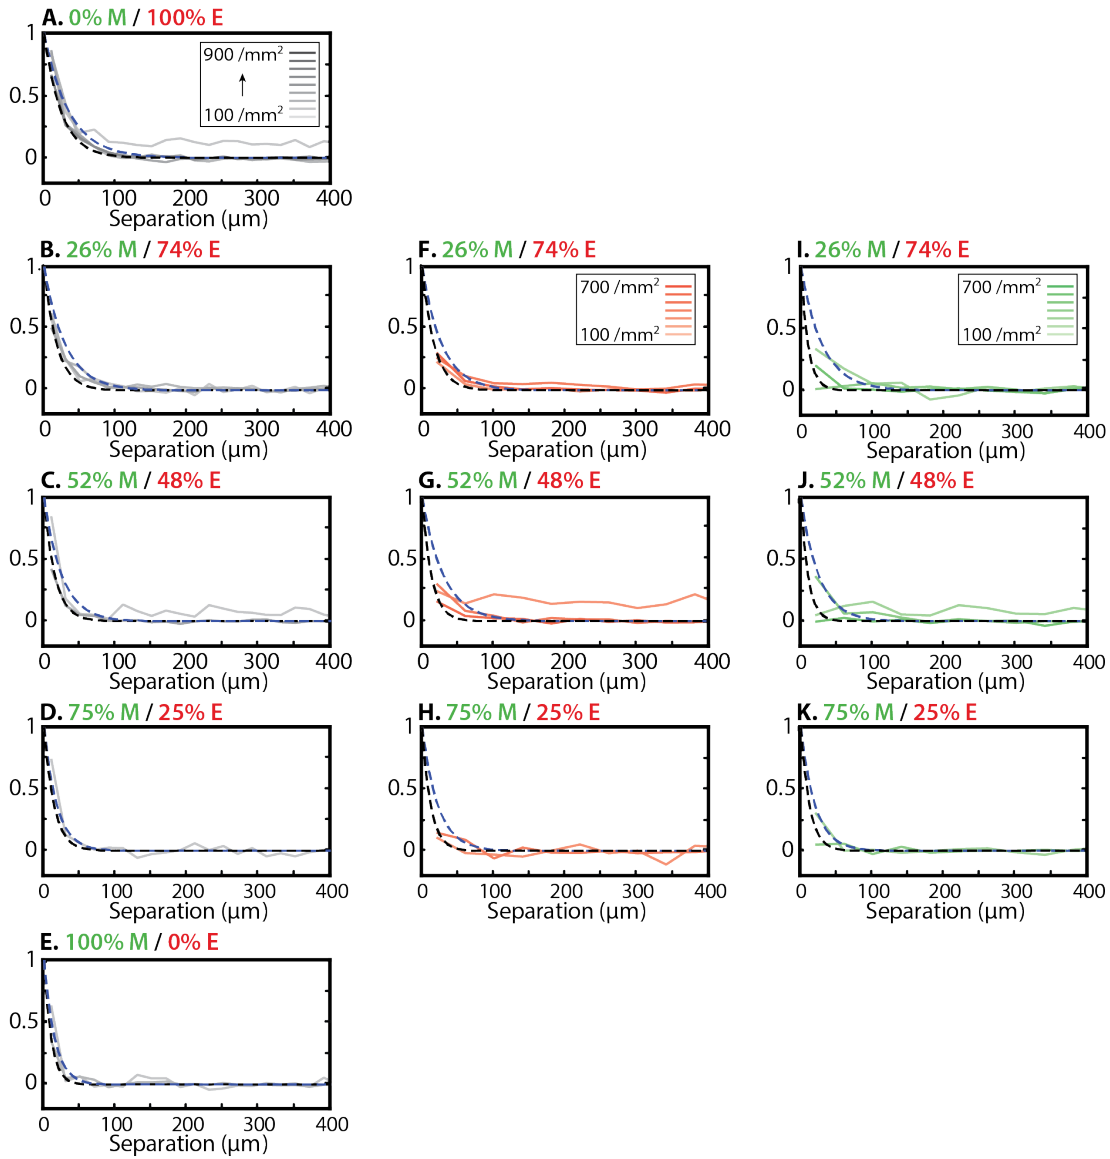 A. 0% M / 100% E
1
0.5
0
900 /mm²
100 /mm²
0 100 200 300 400
Separation (µm)
B. 26% M / 74% E
1
0.5
0
0 100 200 300 400
Separation (µm)
F. 26% M / 74% E
1
0.5
0
700 /mm²
100 /mm²
0 100 200 300 400
Separation (µm)
I. 26% M / 74% E
1
0.5
0
700 /mm²
100 /mm²
0 100 200 300 400
Separation (µm)
C. 52% M / 48% E
1
0.5
0
0 100 200 300 400
Separation (µm)
G. 52% M / 48% E
1
0.5
0
0 100 200 300 400
Separation (µm)
J. 52% M / 48% E
1
0.5
0
0 100 200 300 400
Separation (µm)
D. 75% M / 25% E
1
0.5
0
0 100 200 300 400
Separation (µm)
H. 75% M / 25% E
1
0.5
0
0 100 200 300 400
Separation (µm)
K. 75% M / 25% E
1
0.5
0
0 100 200 300 400
Separation (µm)
E. 100% M / 0% E
1
0.5
0
0 100 200 300 400
Separation (µm)